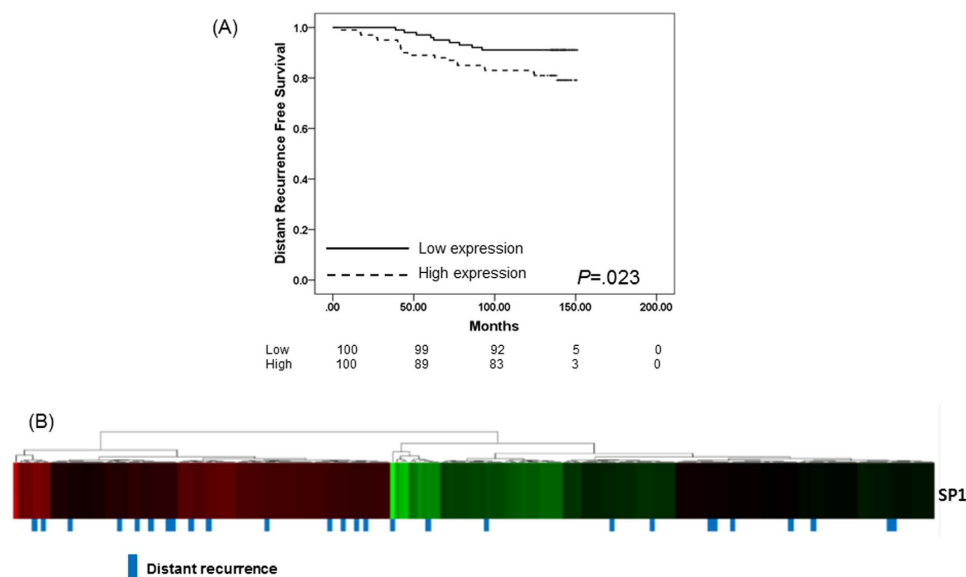 (A)
1.0
0.8
0.6
0.4
0.2
0.0
Distant Recurrence Free Survival
Low expression
High expression
P=.023
.00 50.00 100.00 150.00 200.00
Months
Low 100 99 92 5 0
High 100 89 83 3 0
(B)
SP1
Distant recurrence